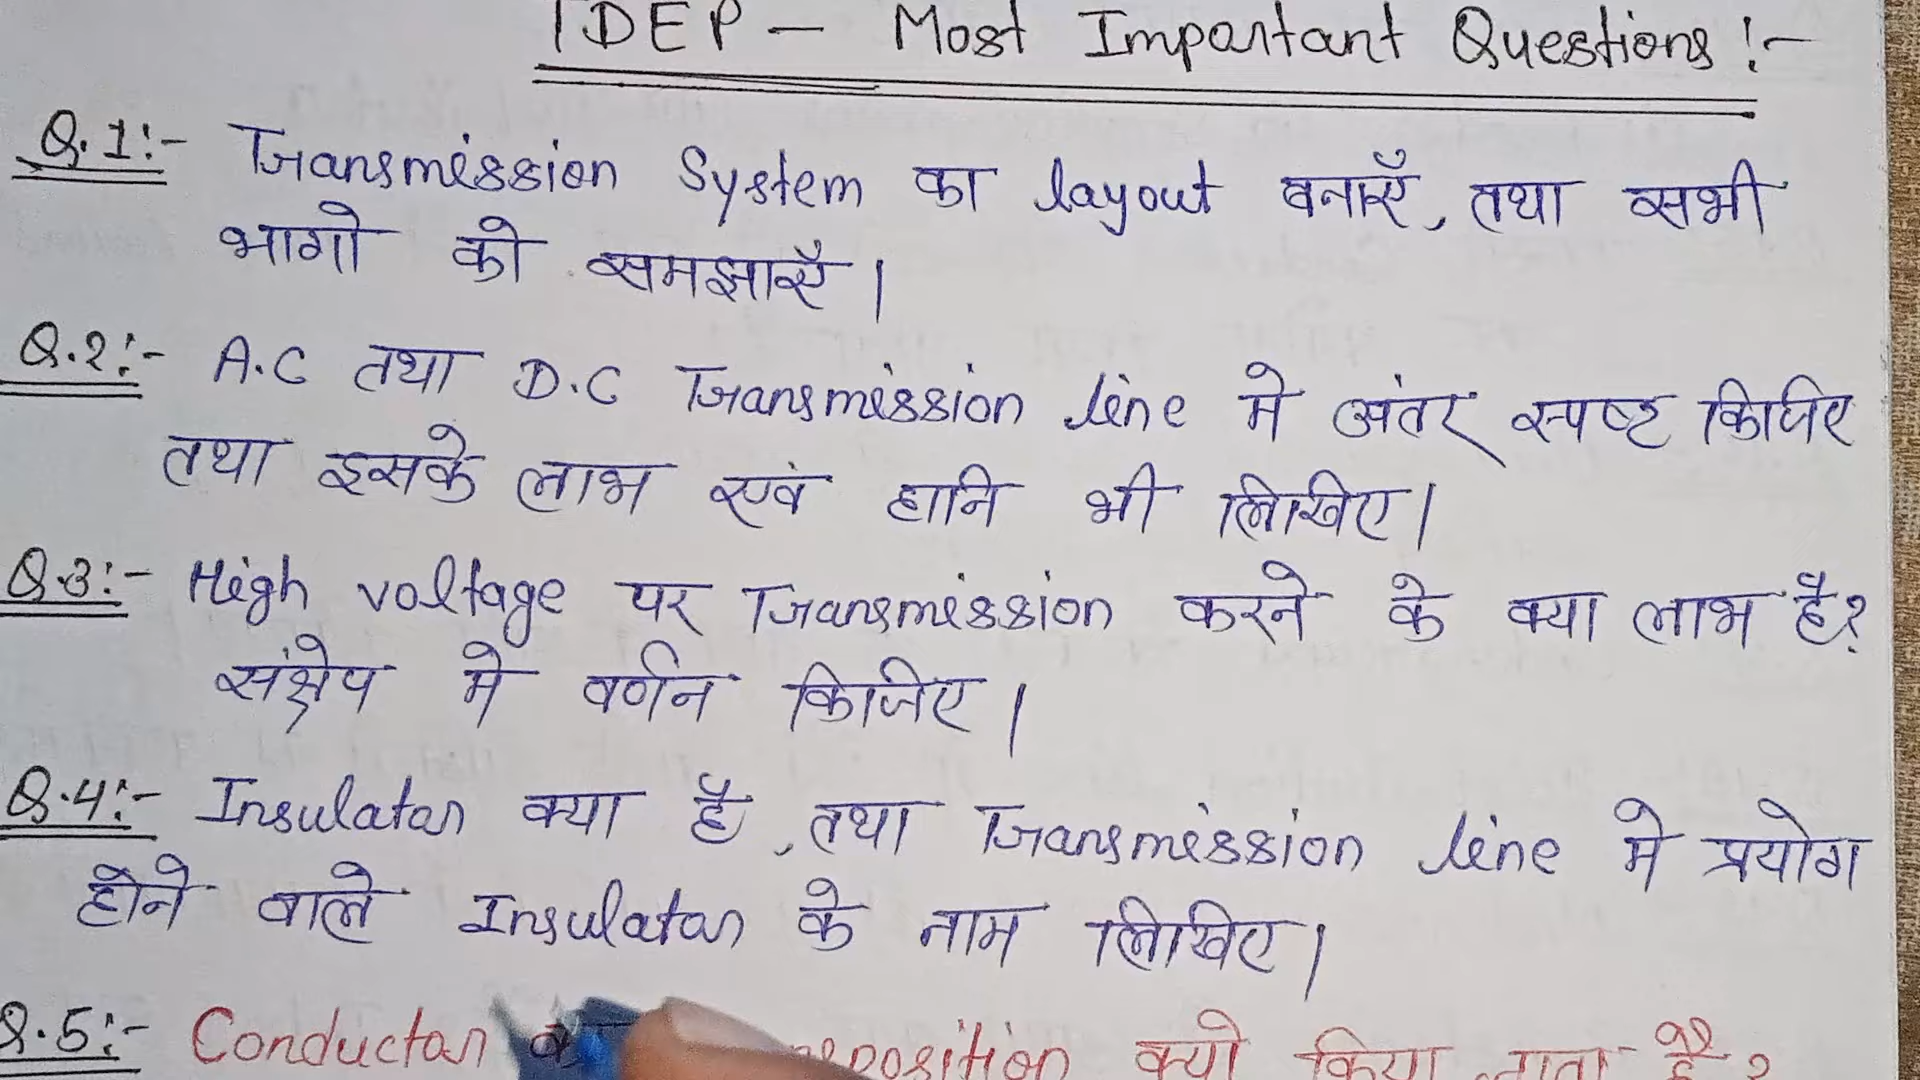 TDEP – Most Important Questions :-
Q.1:- Transmission System का layout बनाएँ, तथा सभी
भागो को समझाएँ।
Q.2:- A.C तथा D.C Transmission line मे अंतर स्पष्ट किजिए
तथा इसके लाभ एवं हानि भी लिखिए।
Q.3:- High voltage पर Transmission करने के क्या लाभ है?
संक्षेप मे वर्णन किजिए।
Q.4:- Insulator क्या है, तथा Transmission line मे प्रयोग
होने वाले Insulator के नाम लिखिए।
Q.5:- Conductor क्यो किया जाता है?